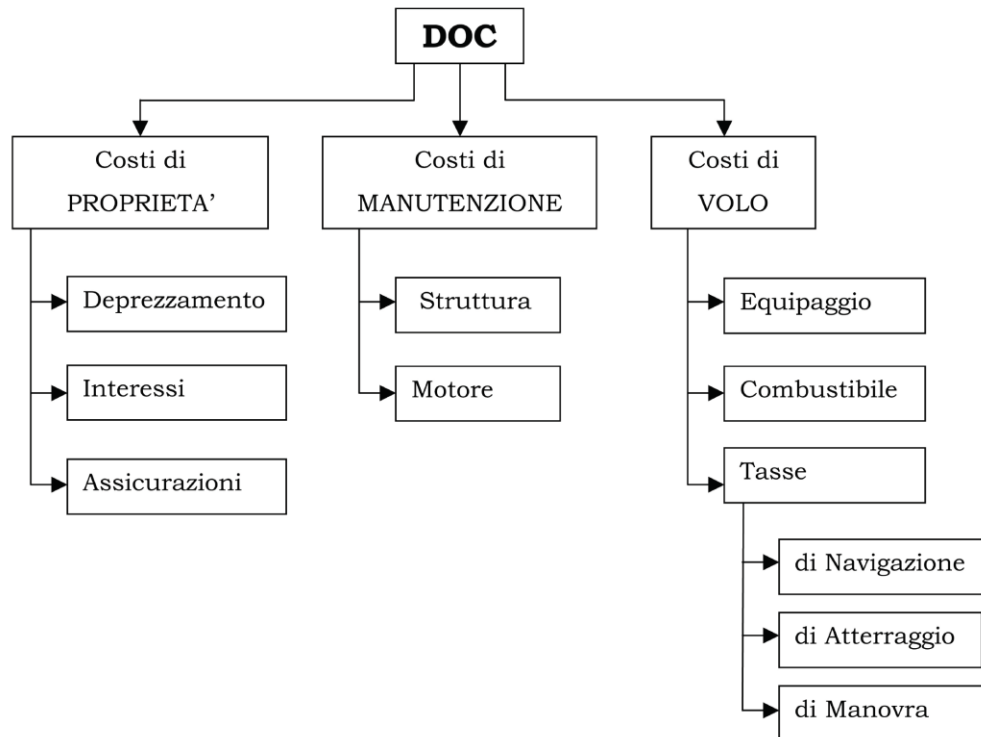 DOC
Costi di
PROPRIETA’
Costi di
MANUTENZIONE
Costi di
VOLO
Deprezzamento
Interessi
Assicurazioni
Struttura
Motore
Equipaggio
Combustibile
Tasse
di Navigazione
di Atterraggio
di Manovra